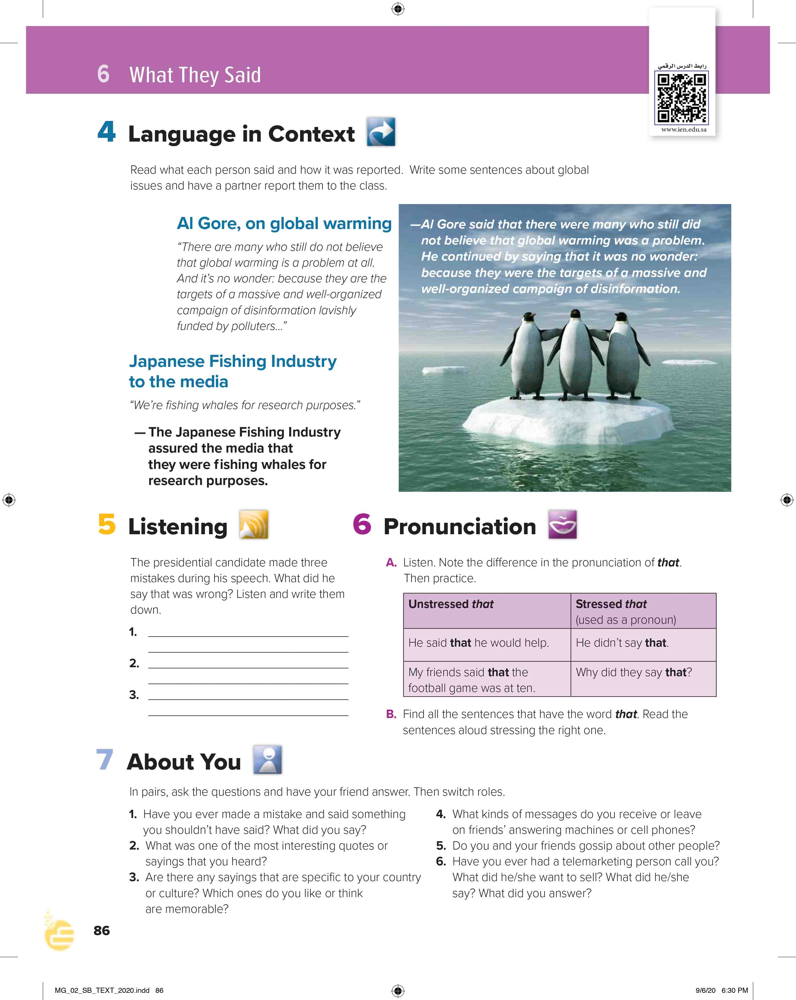 6 What They Said
رابط الدرس الرقمي
www.ien.edu.sa
4 Language in Context
Read what each person said and how it was reported. Write some sentences about global
issues and have a partner report them to the class.
Al Gore, on global warming
“There are many who still do not believe
that global warming is a problem at all.
And it’s no wonder: because they are the
targets of a massive and well-organized
campaign of disinformation lavishly
funded by polluters…”
—Al Gore said that there were many who still did
not believe that global warming was a problem.
He continued by saying that it was no wonder:
because they were the targets of a massive and
well-organized campaign of disinformation.
Japanese Fishing Industry
to the media
“We’re fishing whales for research purposes.”
— The Japanese Fishing Industry
assured the media that
they were fishing whales for
research purposes.
5 Listening
The presidential candidate made three
mistakes during his speech. What did he
say that was wrong? Listen and write them
down.
1.
2.
3.
6 Pronunciation
A. Listen. Note the difference in the pronunciation of that.
Then practice.
Unstressed that
Stressed that
(used as a pronoun)
He said that he would help.
He didn’t say that.
My friends said that the
football game was at ten.
Why did they say that?
B. Find all the sentences that have the word that. Read the
sentences aloud stressing the right one.
7 About You
In pairs, ask the questions and have your friend answer. Then switch roles.
1. Have you ever made a mistake and said something
you shouldn’t have said? What did you say?
2. What was one of the most interesting quotes or
sayings that you heard?
3. Are there any sayings that are specific to your country
or culture? Which ones do you like or think
are memorable?
4. What kinds of messages do you receive or leave
on friends’ answering machines or cell phones?
5. Do you and your friends gossip about other people?
6. Have you ever had a telemarketing person call you?
What did he/she want to sell? What did he/she
say? What did you answer?
86
MG_02_SB_TEXT_2020.indd 86
9/6/20 6:30 PM